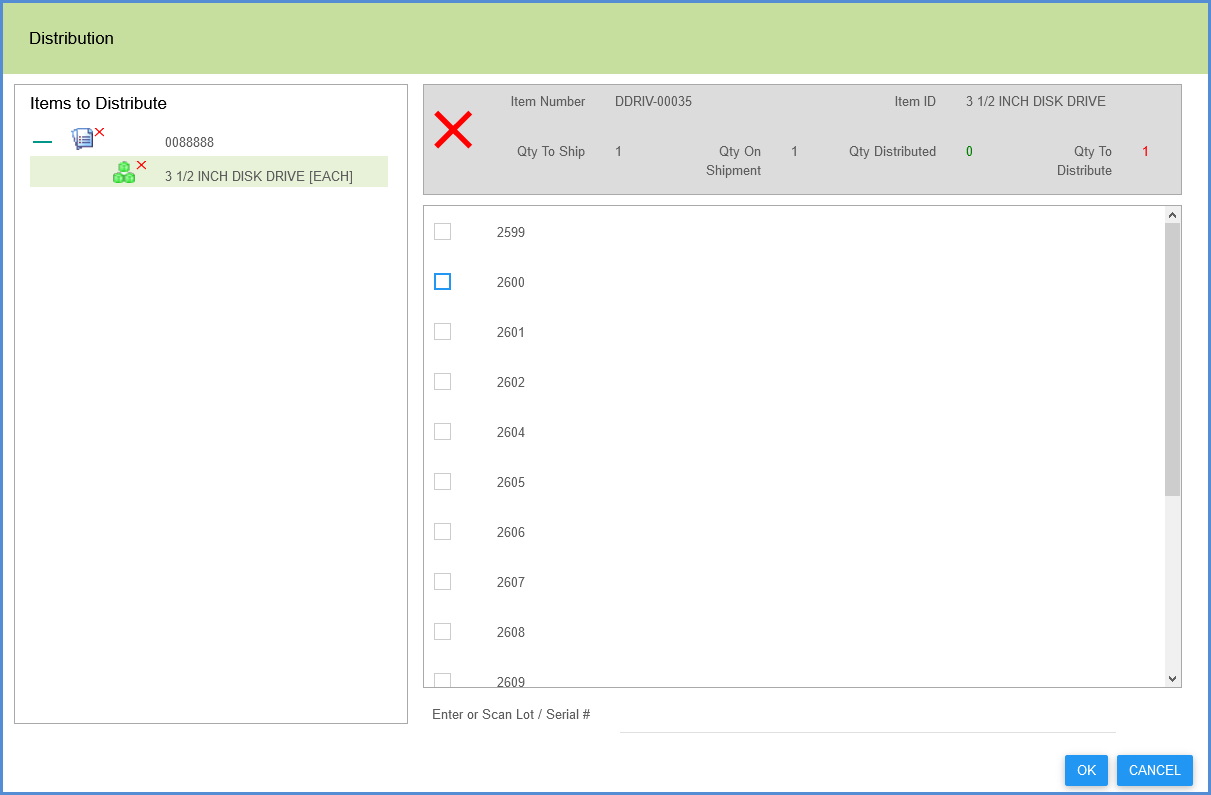 Distribution
Items to Distribute
0088888
3 1/2 INCH DISK DRIVE [EACH]
Item Number DDRIV-00035 Item ID 3 1/2 INCH DISK DRIVE
Qty To Ship 1 Qty On Shipment 1 Qty Distributed 0 Qty To Distribute 1
2599
2600
2601
2602
2604
2605
2606
2607
2608
2609
Enter or Scan Lot / Serial #
OK CANCEL